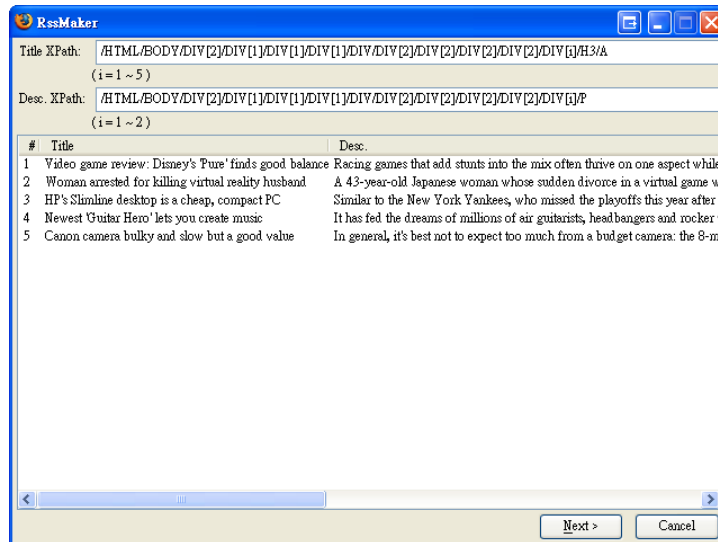 RssMaker
Title XPath: /HTML/BODY/DIV[2]/DIV[1]/DIV[1]/DIV[1]/DIV/DIV[2]/DIV[2]/DIV[2]/DIV[2]/DIV[i]/H3/A
( i = 1 ~ 5 )
Desc. XPath: /HTML/BODY/DIV[2]/DIV[1]/DIV[1]/DIV[1]/DIV/DIV[2]/DIV[2]/DIV[2]/DIV[2]/DIV[i]/P
( i = 1 ~ 2 )
# Title Desc.
1 Video game review: Disney's 'Pure' finds good balance Racing games that add stunts into the mix often thrive on one aspect while
2 Woman arrested for killing virtual reality husband A 43-year-old Japanese woman whose sudden divorce in a virtual game w
3 HP's Slimline desktop is a cheap, compact PC Similar to the New York Yankees, who missed the playoffs this year after
4 Newest 'Guitar Hero' lets you create music It has fed the dreams of millions of air guitarists, headbangers and rocker
5 Canon camera bulky and slow but a good value In general, it's best not to expect too much from a budget camera: the 8-m
Next > Cancel